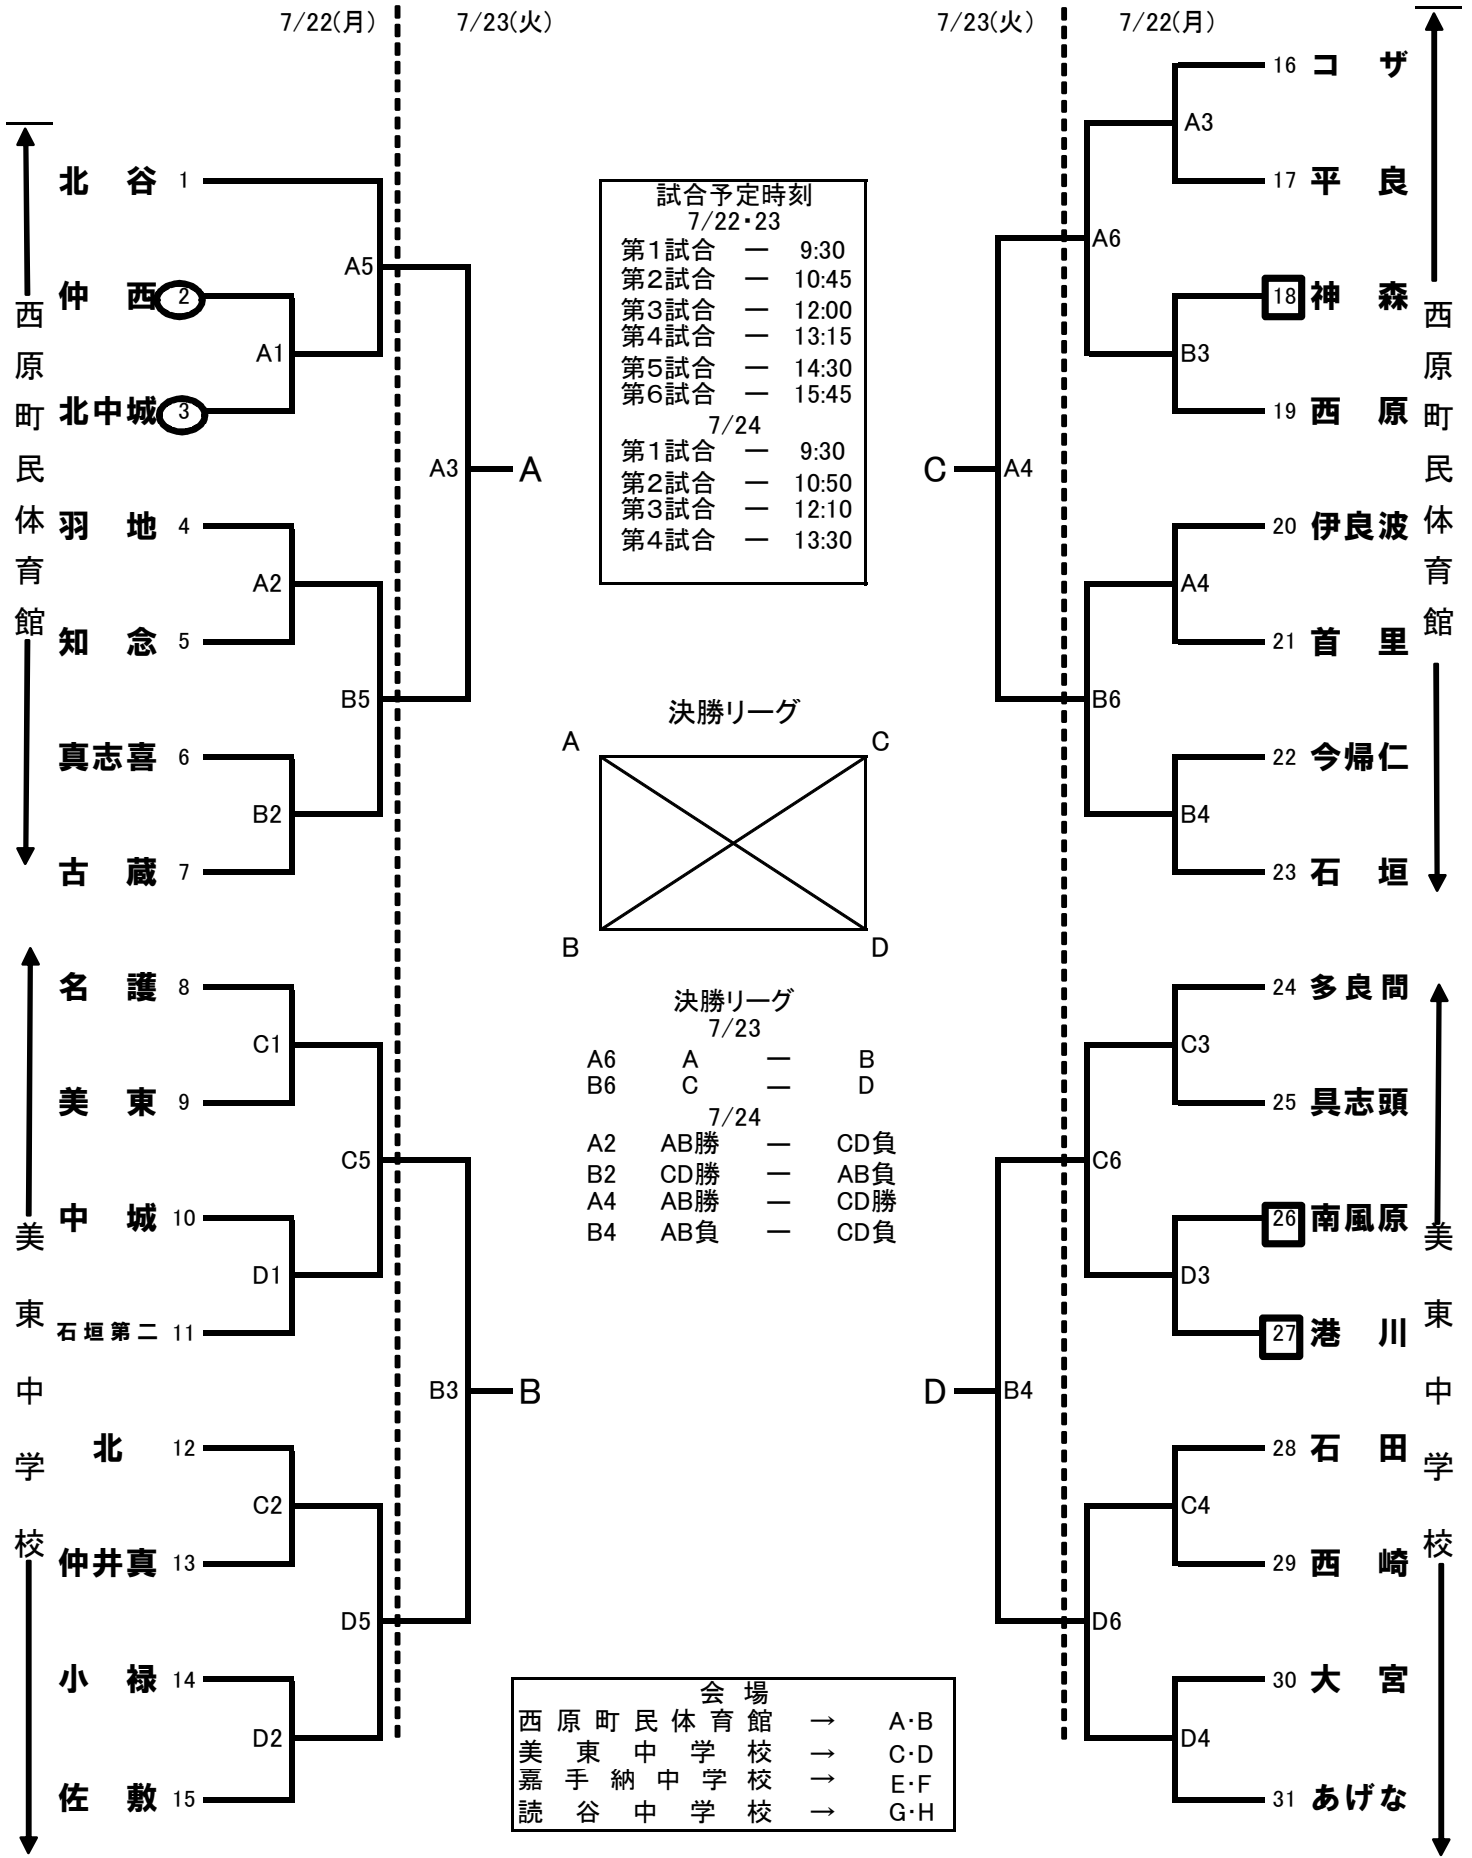 7/22(月)
7/23(火)
7/23(火)
7/22(月)
西原町民体育館
北 谷 1
仲 西 2
北中城 3
羽 地 4
知 念 5
真志喜 6
古 蔵 7
A5
A1
A2
B5
B2
A3
A
美東中学校
名 護 8
美 東 9
中 城 10
石垣第二 11
北 12
仲井真 13
小 禄 14
佐 敷 15
C1
C5
D1
C2
D5
D2
B3
B
試合予定時刻
7/22・23
第1試合 ー 9:30
第2試合 ー 10:45
第3試合 ー 12:00
第4試合 ー 13:15
第5試合 ー 14:30
第6試合 ー 15:45
7/24
第1試合 ー 9:30
第2試合 ー 10:50
第3試合 ー 12:10
第4試合 ー 13:30
決勝リーグ
A C
B D
決勝リーグ
7/23
A6 A ー B
B6 C ー D
7/24
A2 AB勝 ー CD負
B2 CD勝 ー AB負
A4 AB勝 ー CD勝
B4 AB負 ー CD負
会 場
西原町民体育館 → A・B
美東中学校 → C・D
嘉手納中学校 → E・F
読谷中学校 → G・H
16 コ ザ
17 平 良
18 神 森
19 西 原
20 伊良波
21 首 里
22 今帰仁
23 石 垣
A3
A6
B3
C
A4
A4
B6
B4
西原町民体育館
24 多良間
25 具志頭
26 南風原
27 港 川
28 石 田
29 西 崎
30 大 宮
31 あげな
C3
C6
D3
D
B4
C4
D6
D4
美東中学校